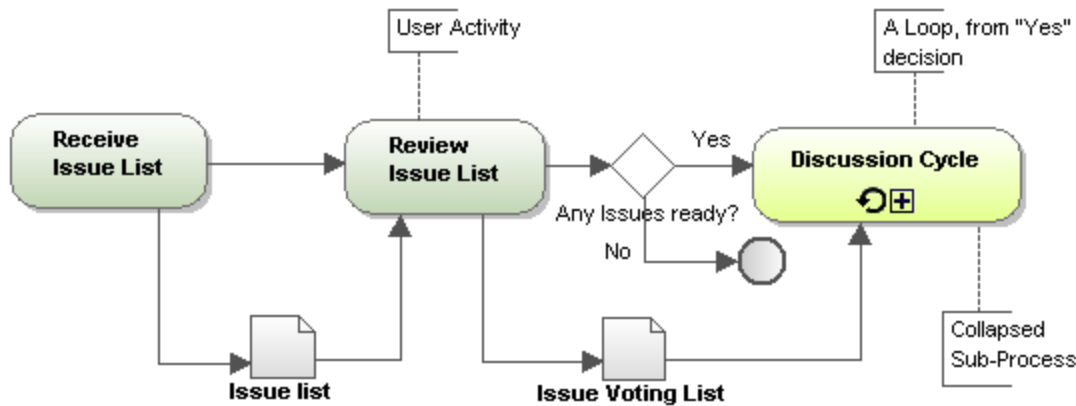 User Activity
A Loop, from "Yes"
decision
Receive
Issue List
Review
Issue List
Yes
Discussion Cycle
Any Issues ready?
No
Collapsed
Sub-Process
Issue list
Issue Voting List